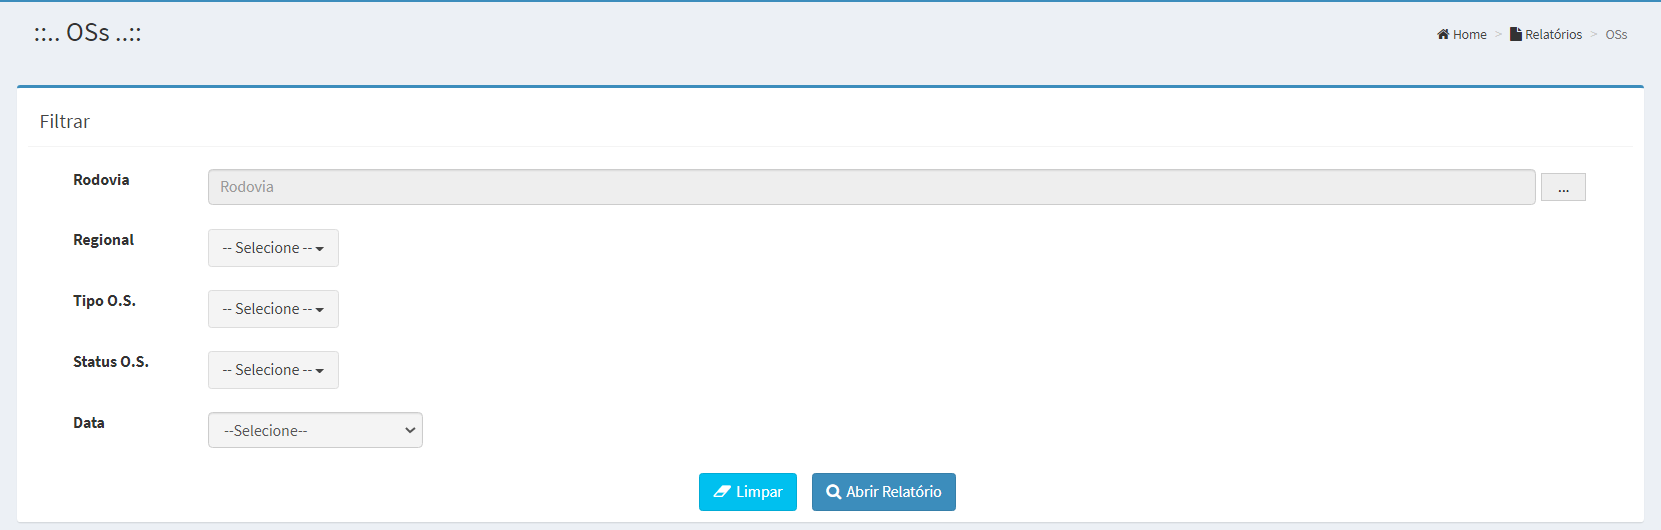 ::.. OSs ..::
Home > Relatórios > OSs
Filtrar
Rodovia
Rodovia
...
Regional
-- Selecione --
Tipo O.S.
-- Selecione --
Status O.S.
-- Selecione --
Data
--Selecione--
Limpar
Abrir Relatório